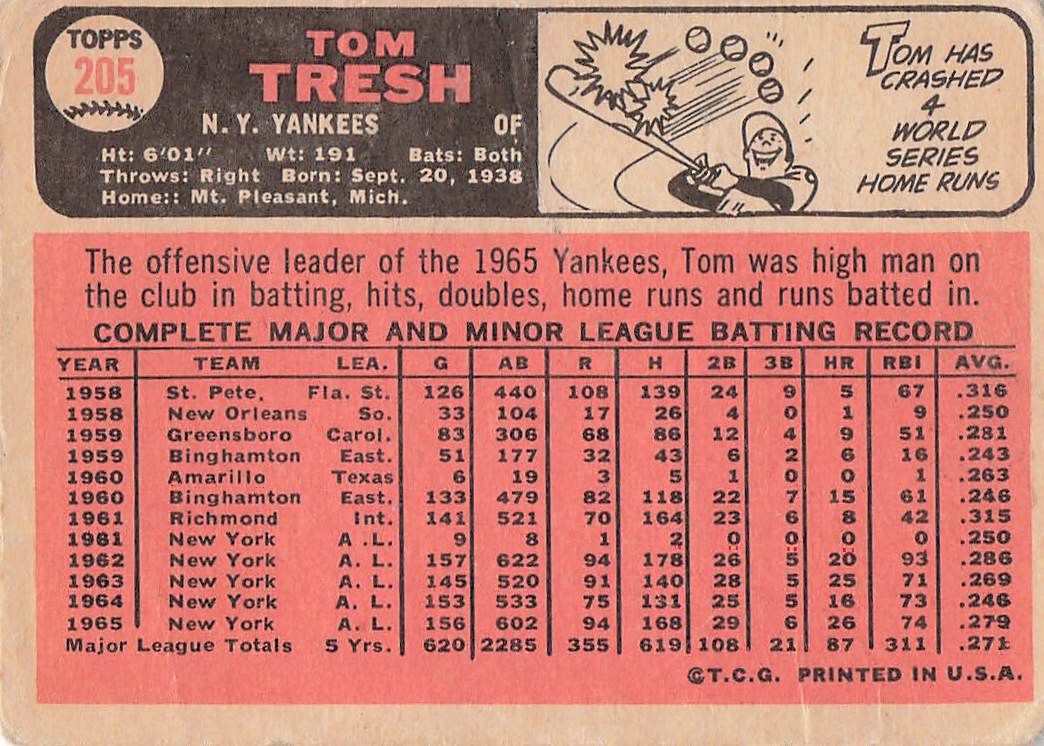 TOPPS
205
TOM
TRESH
N. Y. YANKEES OF
Ht: 6'01" Wt: 191 Bats: Both
Throws: Right Born: Sept. 20, 1938
Home:: Mt. Pleasant, Mich.
TOM HAS
CRASHED
4
WORLD
SERIES
HOME RUNS
The offensive leader of the 1965 Yankees, Tom was high man on
the club in batting, hits, doubles, home runs and runs batted in.
COMPLETE MAJOR AND MINOR LEAGUE BATTING RECORD
YEAR TEAM LEA. G AB R H 2B 3B HR RBI AVG.
1958 St. Pete, Fla. St. 126 440 108 139 24 9 5 67 .316
1958 New Orleans So. 33 104 17 26 4 0 1 9 .250
1959 Greensboro Carol. 83 306 68 86 12 4 9 51 .281
1959 Binghamton East. 51 177 32 43 6 2 6 16 .243
1960 Amarillo Texas 6 19 3 5 1 0 0 1 .263
1960 Binghamton East. 133 479 82 118 22 7 15 61 .246
1961 Richmond Int. 141 521 70 164 23 6 8 42 .315
1961 New York A .L. 9 8 1 2 0 0 0 0 .250
1962 New York A. L. 157 622 94 178 26 5 20 93 .286
1963 New York A. L. 145 520 91 140 28 5 25 71 .269
1964 New York A. L. 153 533 75 131 25 5 16 73 .246
1965 New York A. L. 156 602 94 168 29 6 26 74 .279
Major League Totals 5 Yrs. 620 2285 355 619 108 21 87 311 .271
©T.C.G. PRINTED IN U.S.A.